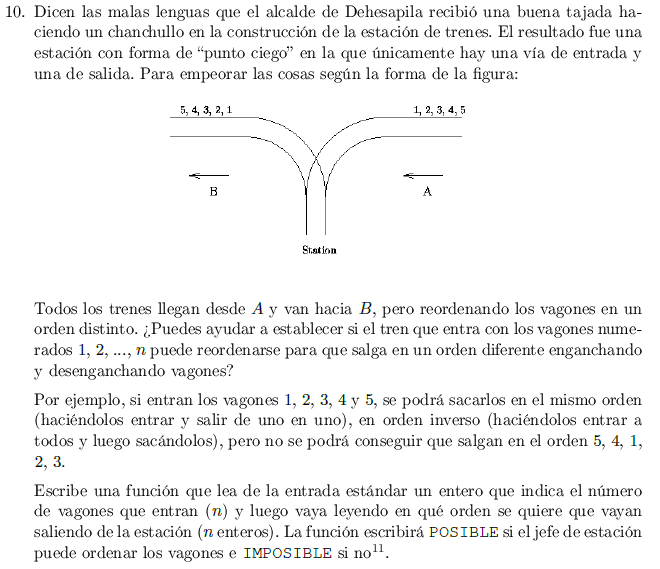 10. Dicen las malas lenguas que el alcalde de Dehesapila recibió una buena tajada ha-
ciendo un chanchullo en la construcción de la estación de trenes. El resultado fue una
estación con forma de “punto ciego” en la que únicamente hay una vía de entrada y
una de salida. Para empeorar las cosas según la forma de la figura:
5, 4, 3, 2, 1
1, 2, 3, 4, 5
B
A
Station
Todos los trenes llegan desde A y van hacia B, pero reordenando los vagones en un
orden distinto. ¿Puedes ayudar a establecer si el tren que entra con los vagones nume-
rados 1, 2, ..., n puede reordenarse para que salga en un orden diferente enganchando
y desenganchando vagones?
Por ejemplo, si entran los vagones 1, 2, 3, 4 y 5, se podrá sacarlos en el mismo orden
(haciéndolos entrar y salir de uno en uno), en orden inverso (haciéndolos entrar a
todos y luego sacándolos), pero no se podrá conseguir que salgan en el orden 5, 4, 1,
2, 3.
Escribe una función que lea de la entrada estándar un entero que indica el número
de vagones que entran (n) y luego vaya leyendo en qué orden se quiere que vayan
saliendo de la estación (n enteros). La función escribirá POSIBLE si el jefe de estación
puede ordenar los vagones e IMPOSIBLE si no11.